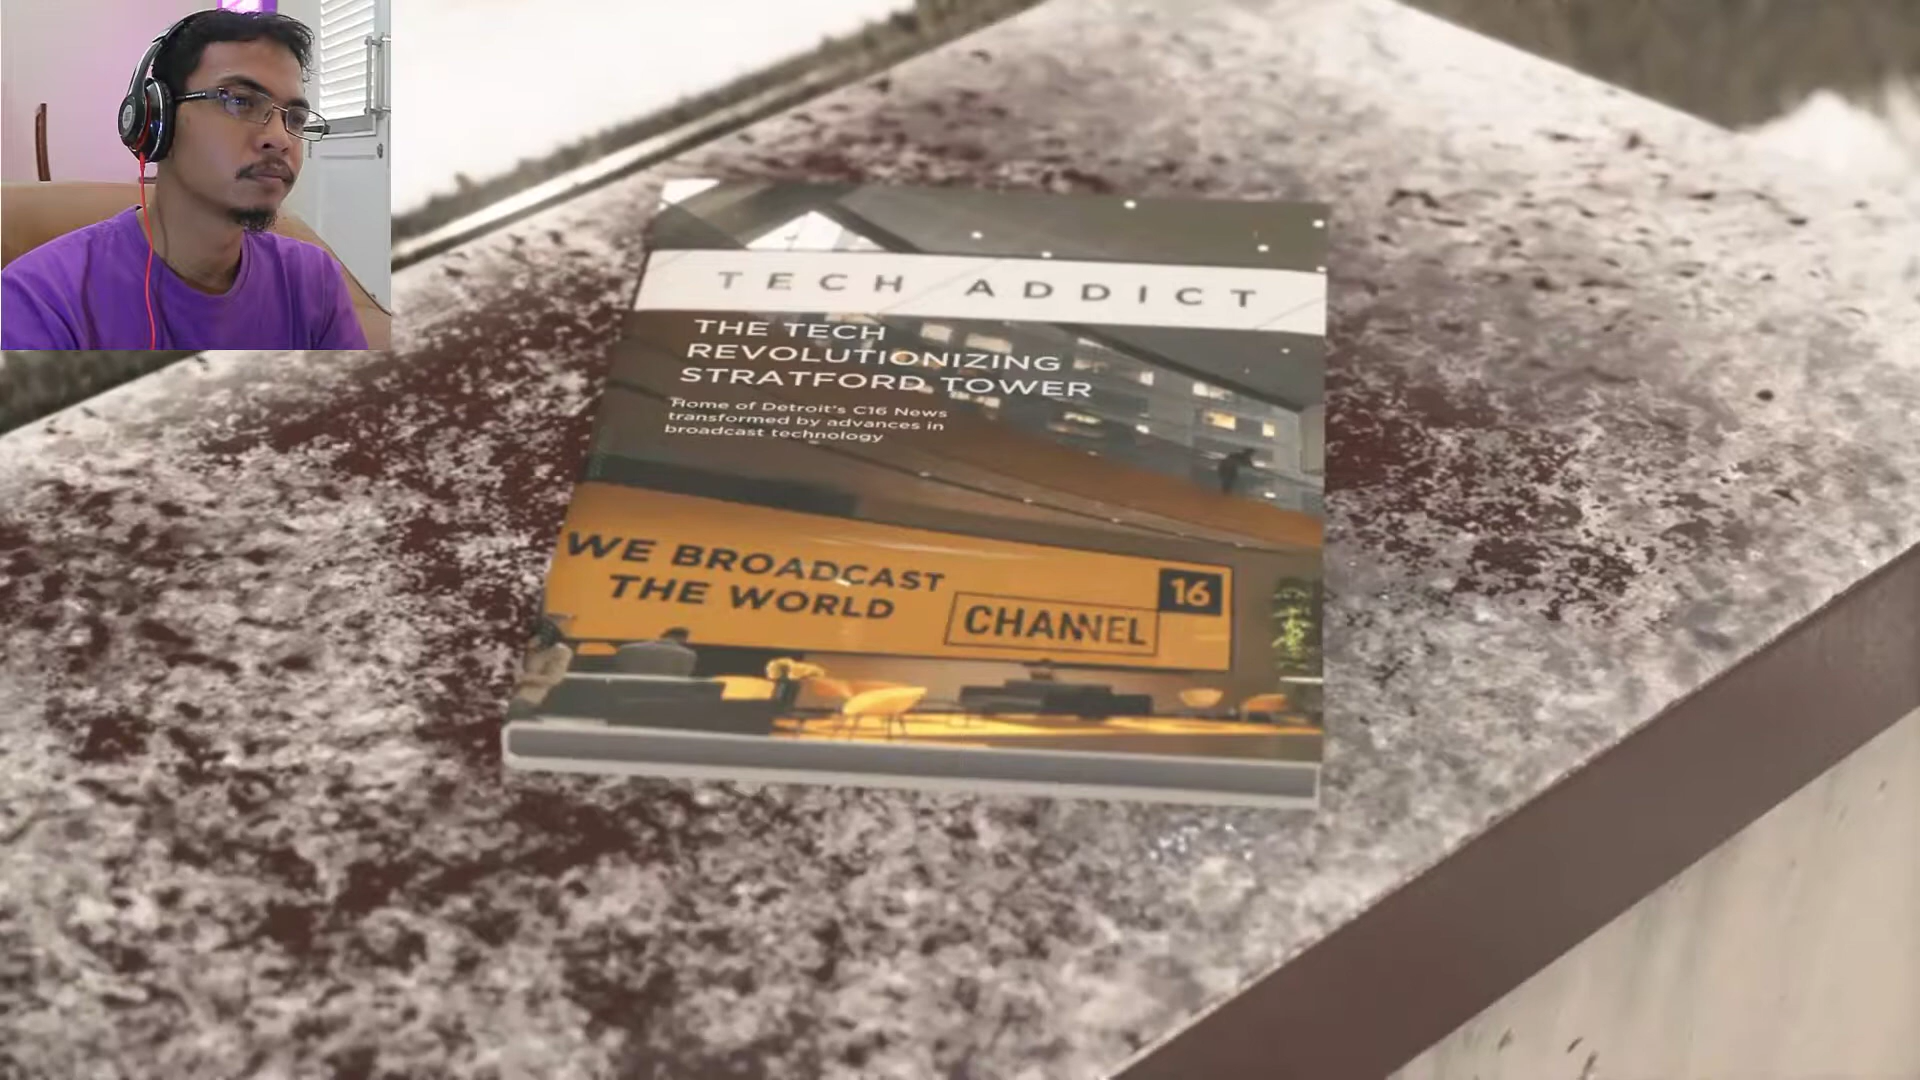 TECH ADDICT
THE TECH
REVOLUTIONIZING
STRATFORD TOWER
Home of Detroit's C16 News
transformed by advances in
broadcast technology
WE BROADCAST
THE WORLD
CHANNEL
16